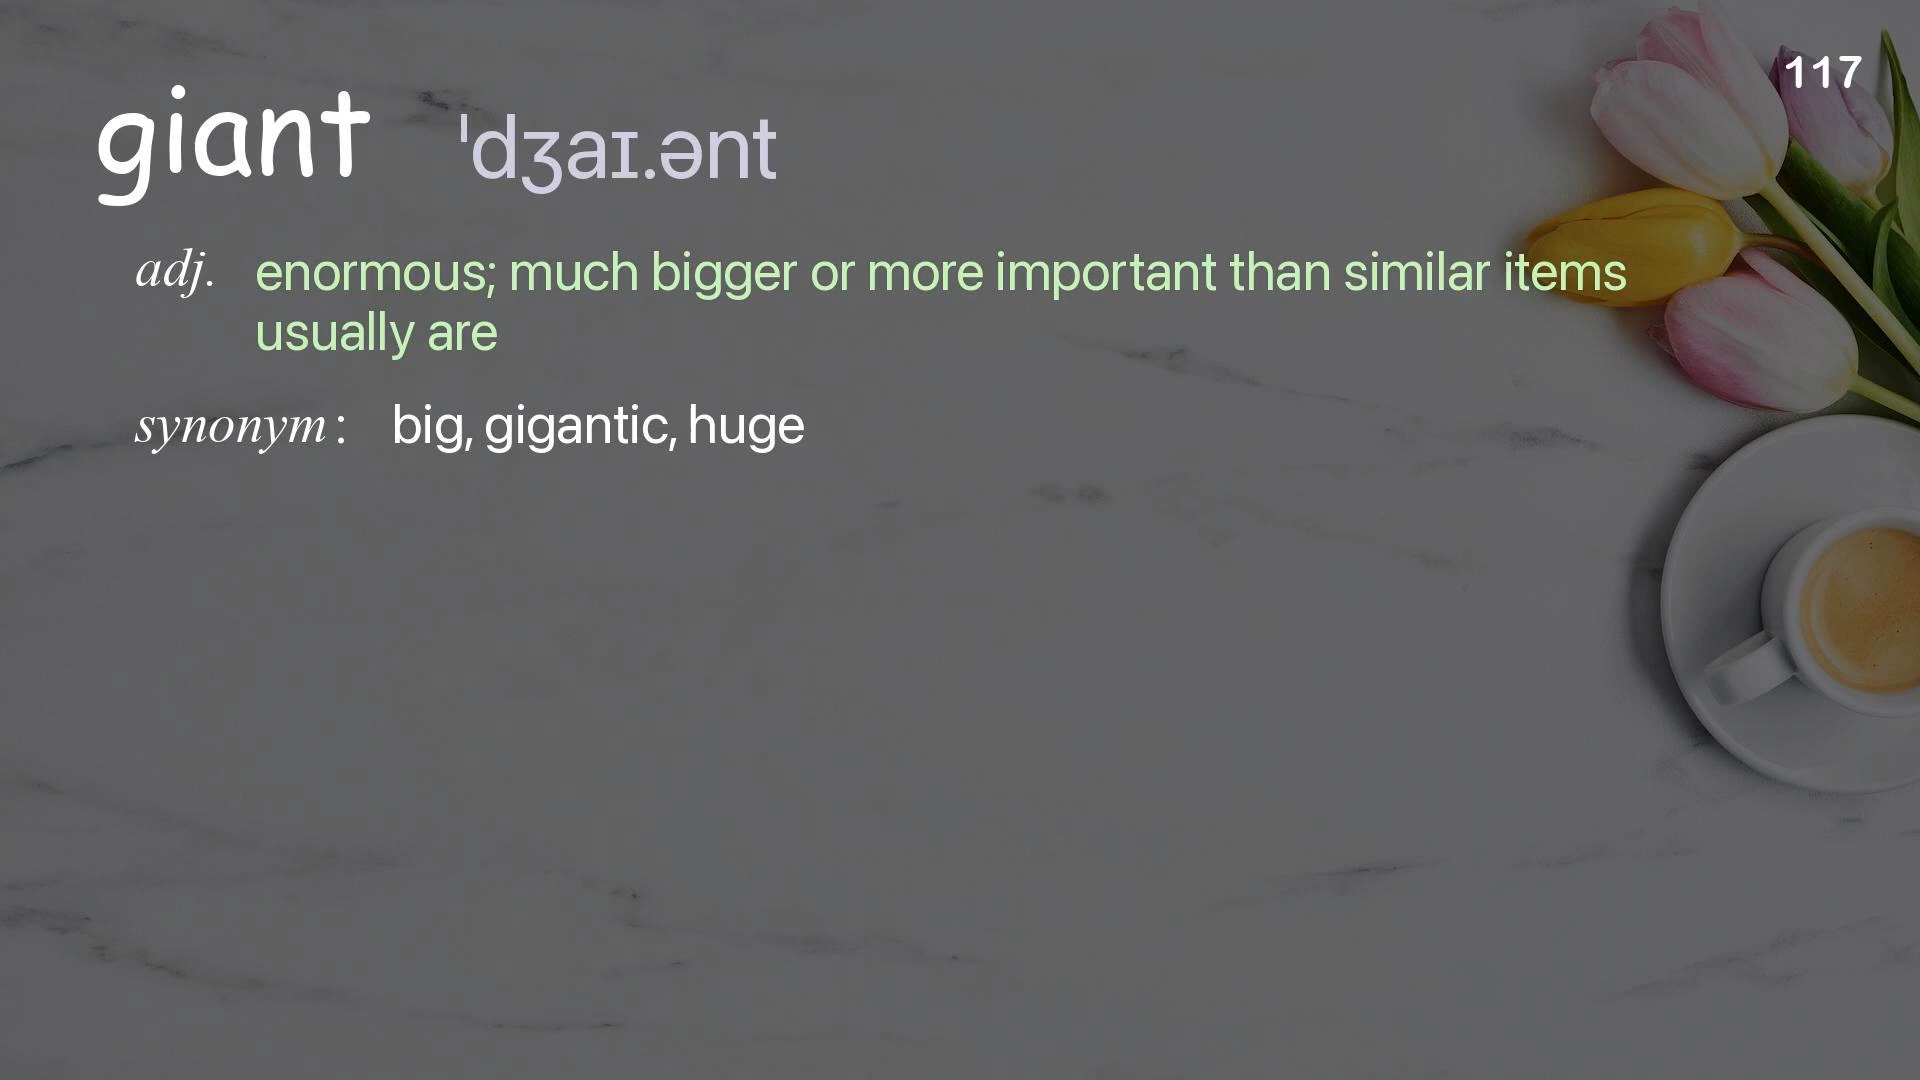 117
giant ˈdʒaɪ.ənt
adj. enormous; much bigger or more important than similar items
usually are
synonym: big, gigantic, huge